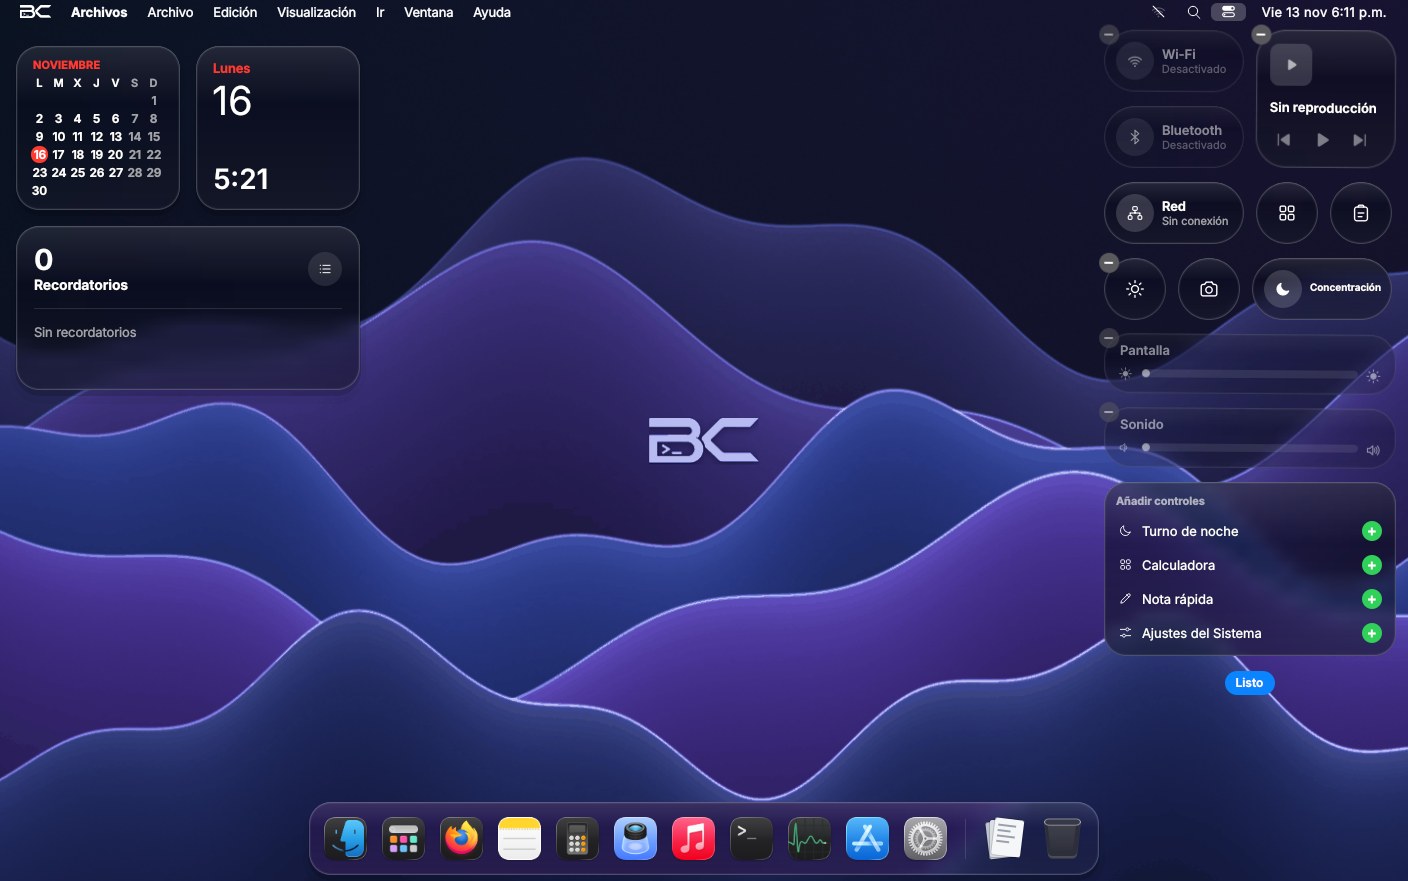 BC Archivos Archivo Edición Visualización Ir Ventana Ayuda Vie 13 nov 6:11 p.m.
NOVIEMBRE
L M X J V S D
1
2 3 4 5 6 7 8
9 10 11 12 13 14 15
16 17 18 19 20 21 22
23 24 25 26 27 28 29
30
Lunes
16
5:21
0
Recordatorios
Sin recordatorios
BC
>_
Wi-Fi
Desactivado
Sin reproducción
Bluetooth
Desactivado
Red
Sin conexión
Concentración
Pantalla
Sonido
Añadir controles
Turno de noche
Calculadora
Nota rápida
Ajustes del Sistema
Listo
>_